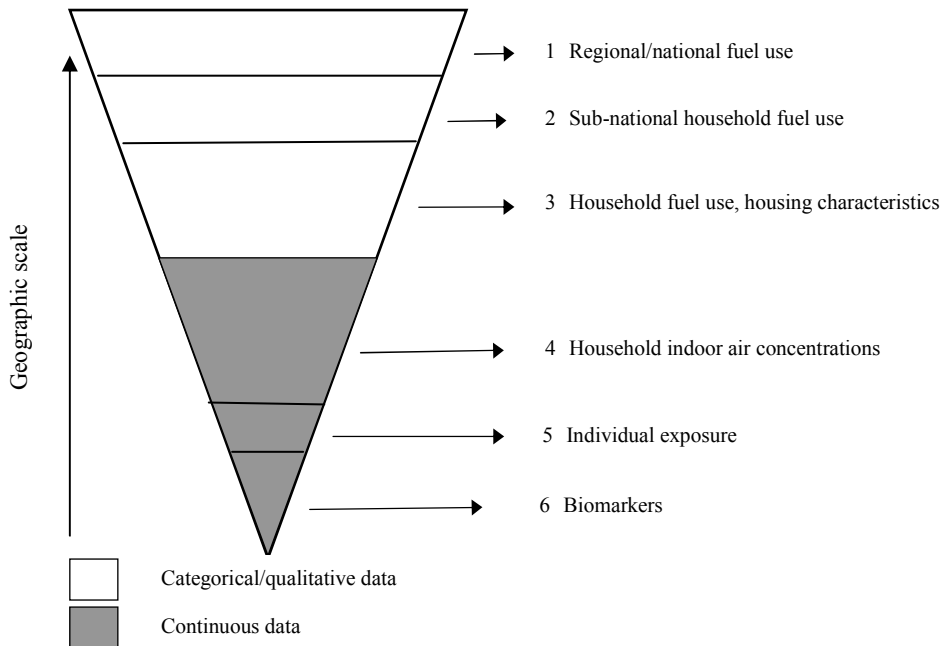 1 Regional/national fuel use
2 Sub-national household fuel use
3 Household fuel use, housing characteristics
Geographic scale
4 Household indoor air concentrations
5 Individual exposure
6 Biomarkers
Categorical/qualitative data
Continuous data